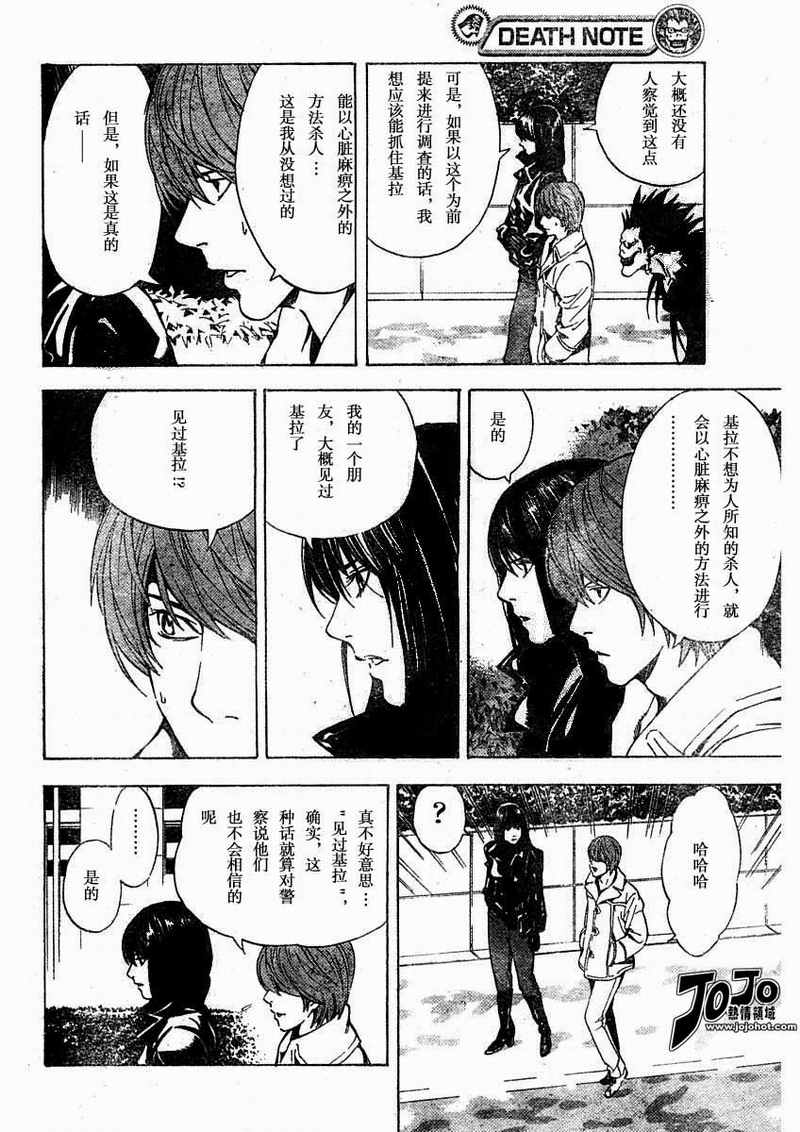 DEATH NOTE
大概还没有
人察觉到这点
可是，如果以这个为前
提来进行调查的话，我
想应该能抓住基拉
能以心脏麻痹之外的
方法杀人…
这是我从没想过的
但是，如果这是真的
话——
基拉不想为人所知的杀人，就
会以心脏麻痹之外的方法进行
…………
是的
我的一个朋
友，大概见过
基拉了
见过基拉!?
哈哈哈
？
真不好意思…
"见过基拉"，
确实，这
种话就算对警
察说他们
也不会相信的
呢
………
是的
JOJO
熱情領域
www.jojohot.com